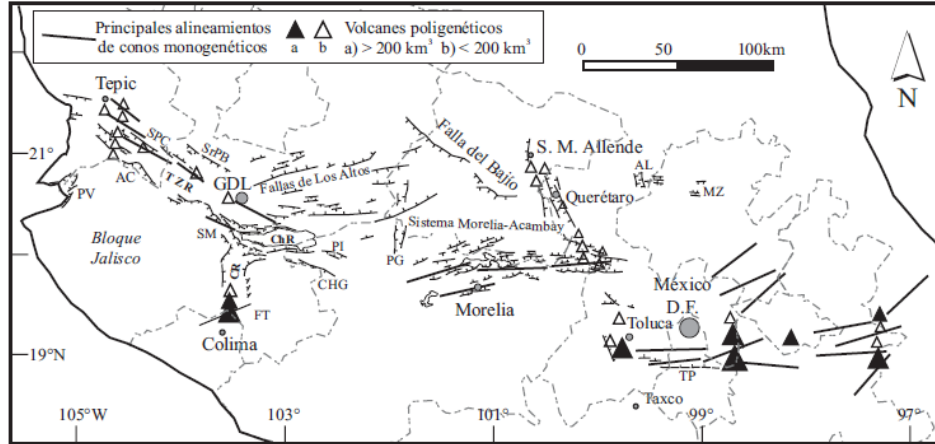 Principales alineamientos de conos monogenéticos
a b
Volcanes poligenéticos
a) > 200 km³ b) < 200 km³
0 50 100km
N
Tepic
SPC
SrPB
S. M. Allende
Falla del Bajío
21°
AL
AC
TZR
GDL
Fallas de Los Altos
Querétaro
MZ
PV
Sistema Morelia-Acambay
SM
ChR
PI
PG
Bloque
Jalisco
CR
CHG
México
D.F.
Morelia
FT
Toluca
Colima
19°N
TP
Taxco
105°W
103°
101°
99°
97°